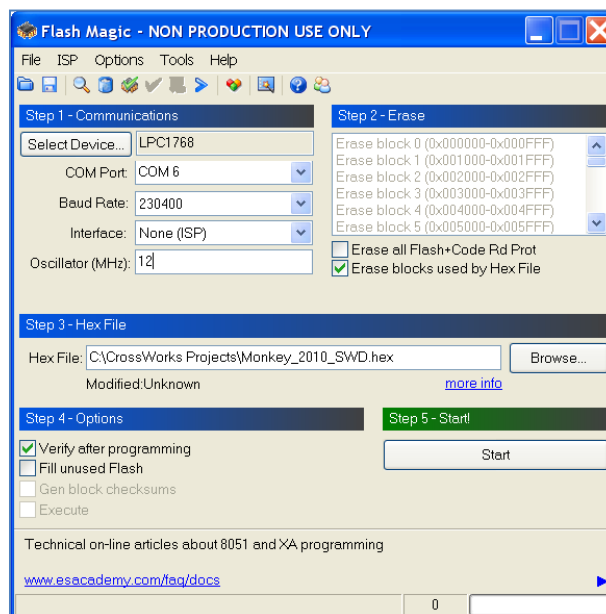 Flash Magic - NON PRODUCTION USE ONLY
File ISP Options Tools Help
Step 1 - Communications
Select Device... LPC1768
COM Port: COM 6
Baud Rate: 230400
Interface: None (ISP)
Oscillator (MHz): 12
Step 2 - Erase
Erase block 0 (0x000000-0x000FFF)
Erase block 1 (0x001000-0x001FFF)
Erase block 2 (0x002000-0x002FFF)
Erase block 3 (0x003000-0x003FFF)
Erase block 4 (0x004000-0x004FFF)
Erase block 5 (0x005000-0x005FFF)
Erase all Flash+Code Rd Prot
Erase blocks used by Hex File
Step 3 - Hex File
Hex File: C:\CrossWorks Projects\Monkey_2010_SWD.hex Browse...
Modified:Unknown more info
Step 4 - Options
Verify after programming
Fill unused Flash
Gen block checksums
Execute
Step 5 - Start!
Start
Technical on-line articles about 8051 and XA programming
www.esacademy.com/faq/docs
0